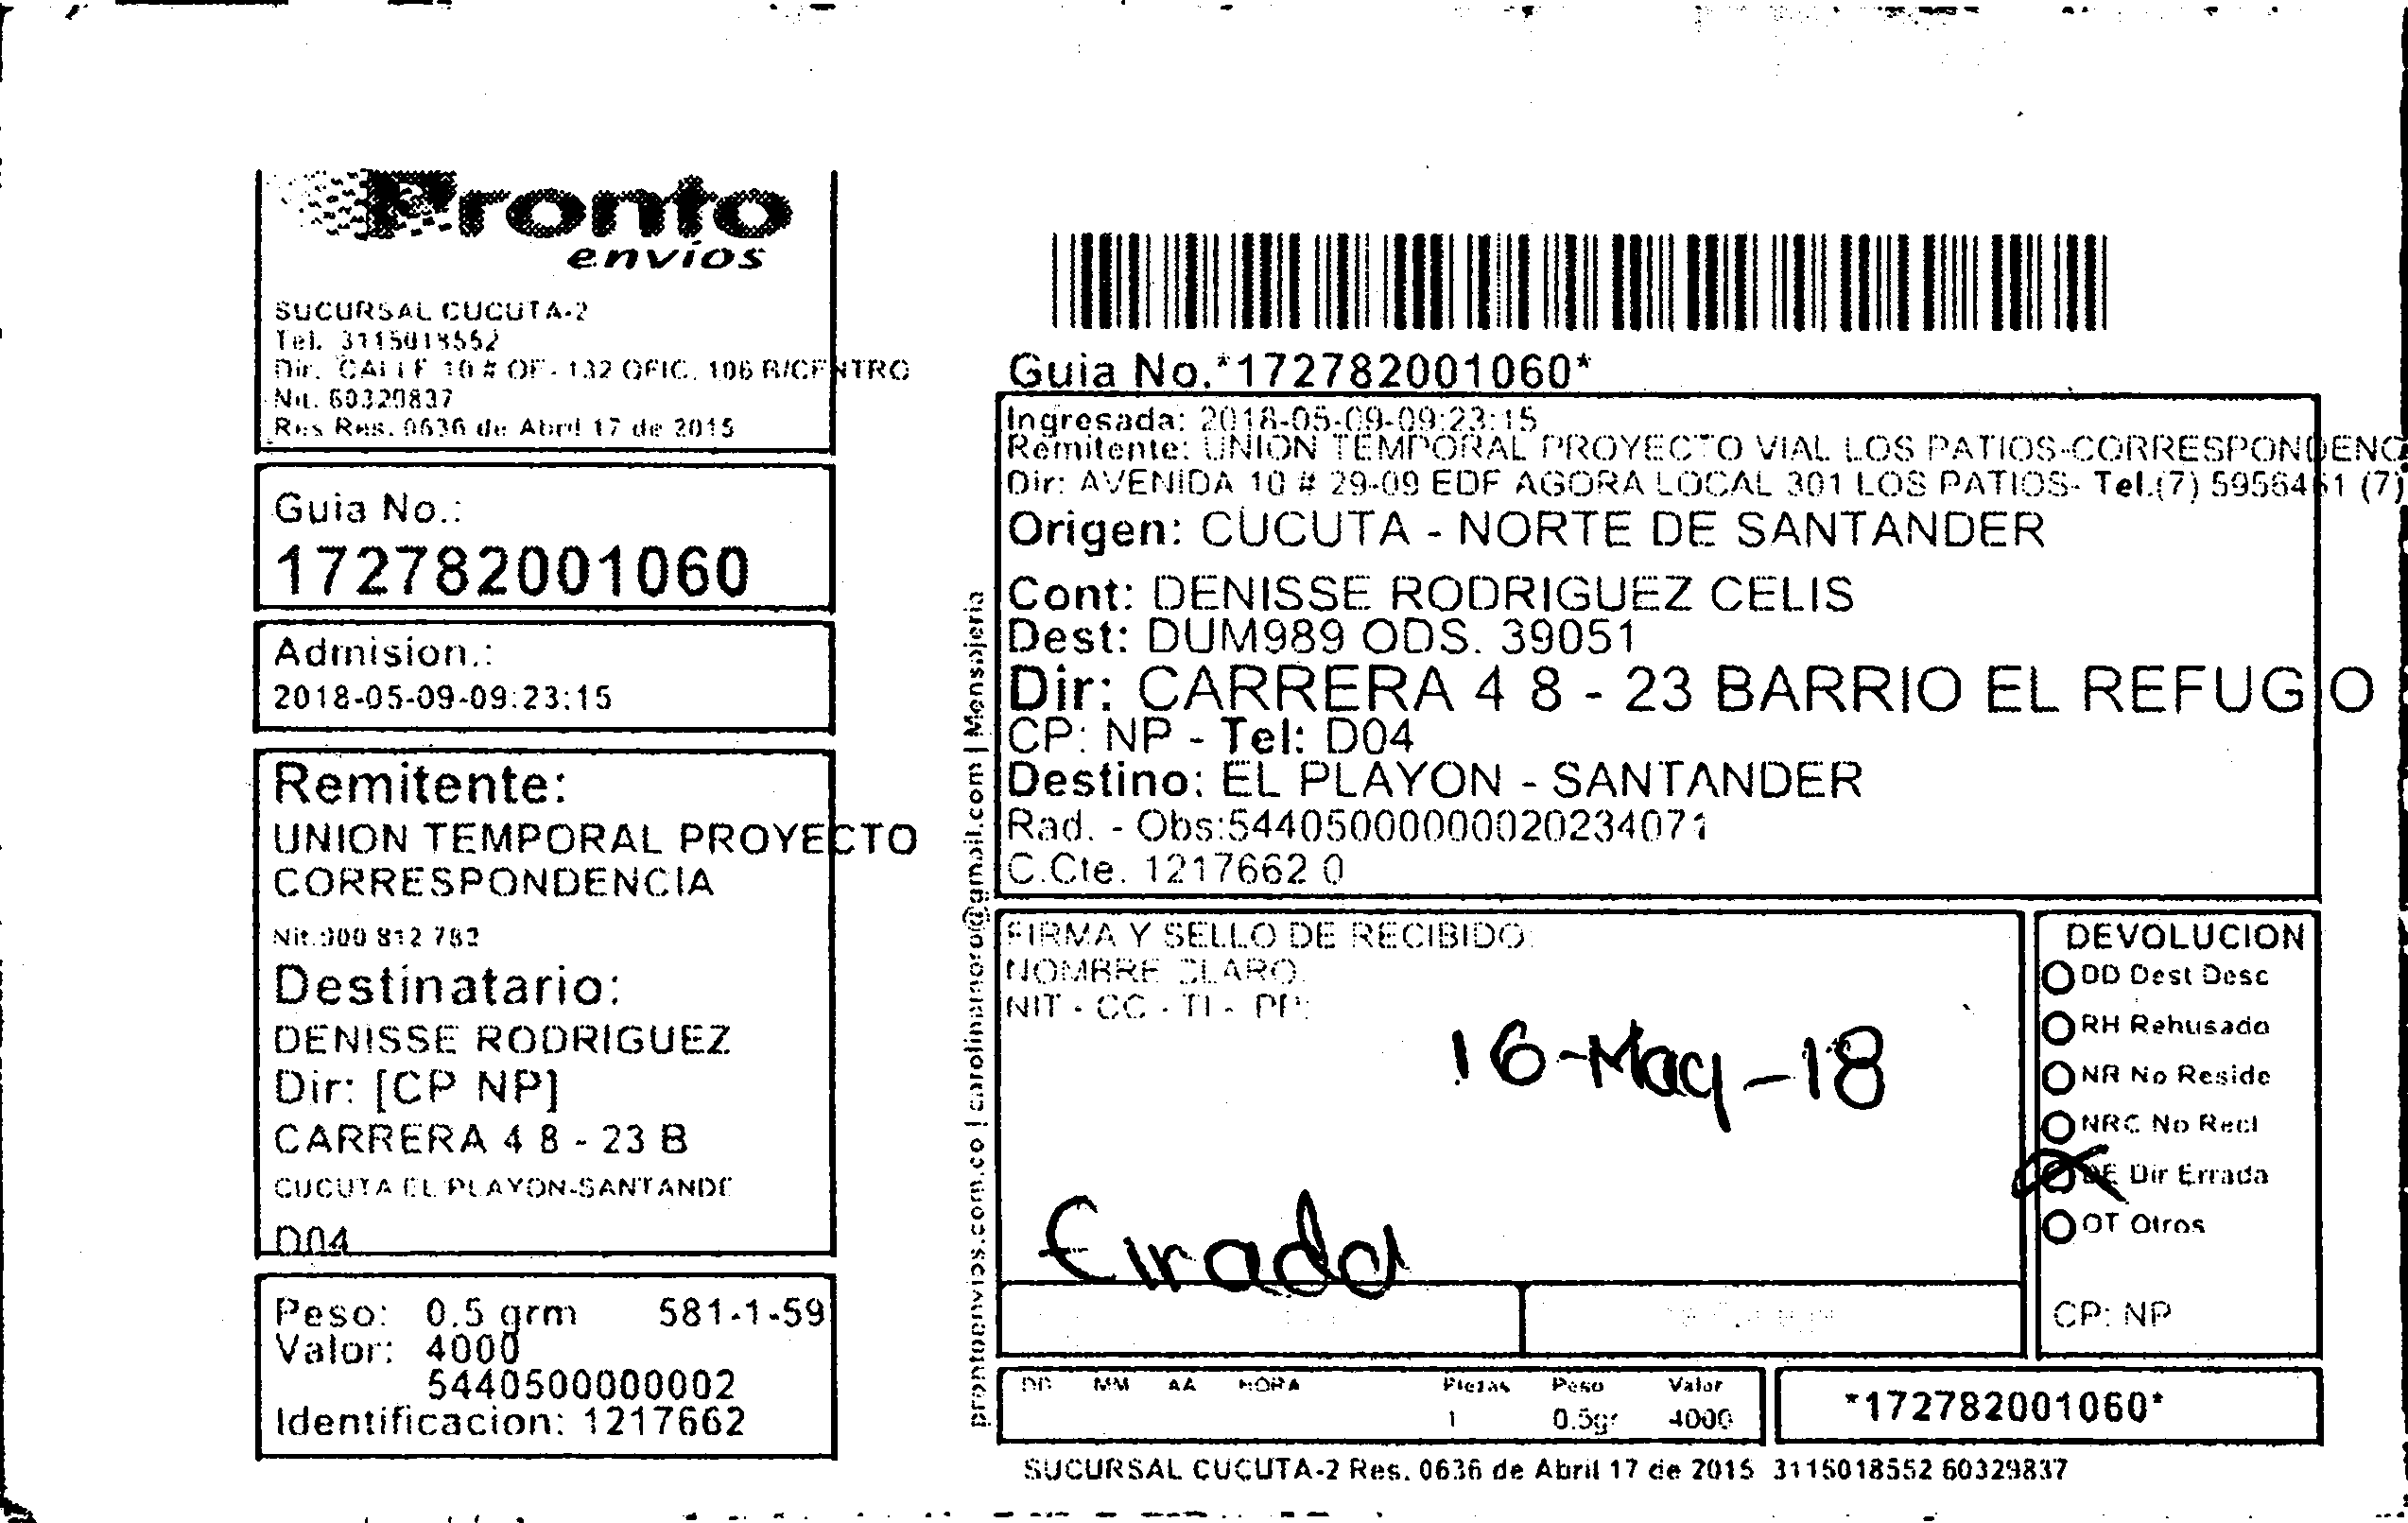 Pronto
envíos
SUCURSAL CUCUTA-2
Tel. 3115018552
Dir. CALLE 10 # OE- 132 OFIC. 106 B/CENTRO
Nit. 60329837
Res Res. 0636 de Abril 17 de 2015
Guia No.:
172782001060
Admision.:
2018-05-09-09:23:15
Remitente:
UNION TEMPORAL PROYECTO
CORRESPONDENCIA
Nit.900 812 782
Destinatario:
DENISSE RODRIGUEZ
Dir: [CP NP]
CARRERA 4 8 - 23 B
CUCUTA EL PLAYON-SANTANDE
D04
Peso: 0.5 grm 581-1-59
Valor: 4000
5440500000002
Identificacion: 1217662
prontoenvios.com.co | carolinamoro@gmail.com | Mensajeria
Guia No.*172782001060*
Ingresada: 2018-05-09-09:23:15
Remitente: UNION TEMPORAL PROYECTO VIAL LOS PATIOS-CORRESPONDENC
Dir: AVENIDA 10 # 29-09 EDF AGORA LOCAL 301 LOS PATIOS- Tel.(7) 5956461 (7)
Origen: CUCUTA - NORTE DE SANTANDER
Cont: DENISSE RODRIGUEZ CELIS
Dest: DUM989 ODS. 39051
Dir: CARRERA 4 8 - 23 BARRIO EL REFUGIO
CP: NP - Tel: D04
Destino: EL PLAYON - SANTANDER
Rad. - Obs:544050000000020234071
C.Cte. 1217662 0
FIRMA Y SELLO DE RECIBIDO:
NOMBRE CLARO:
NIT - CC - TI - PP:
16-May-18
Errada
DEVOLUCION
DD Dest Desc
RH Rehusado
NR No Reside
NRC No Recl
DE Dir Errada
OT Otros
CP: NP
DD MM AA HORA Piezas Peso Valor
1 0.5gr 4000
*172782001060*
SUCURSAL CUCUTA-2 Res. 0636 de Abril 17 de 2015 3115018552 60329837